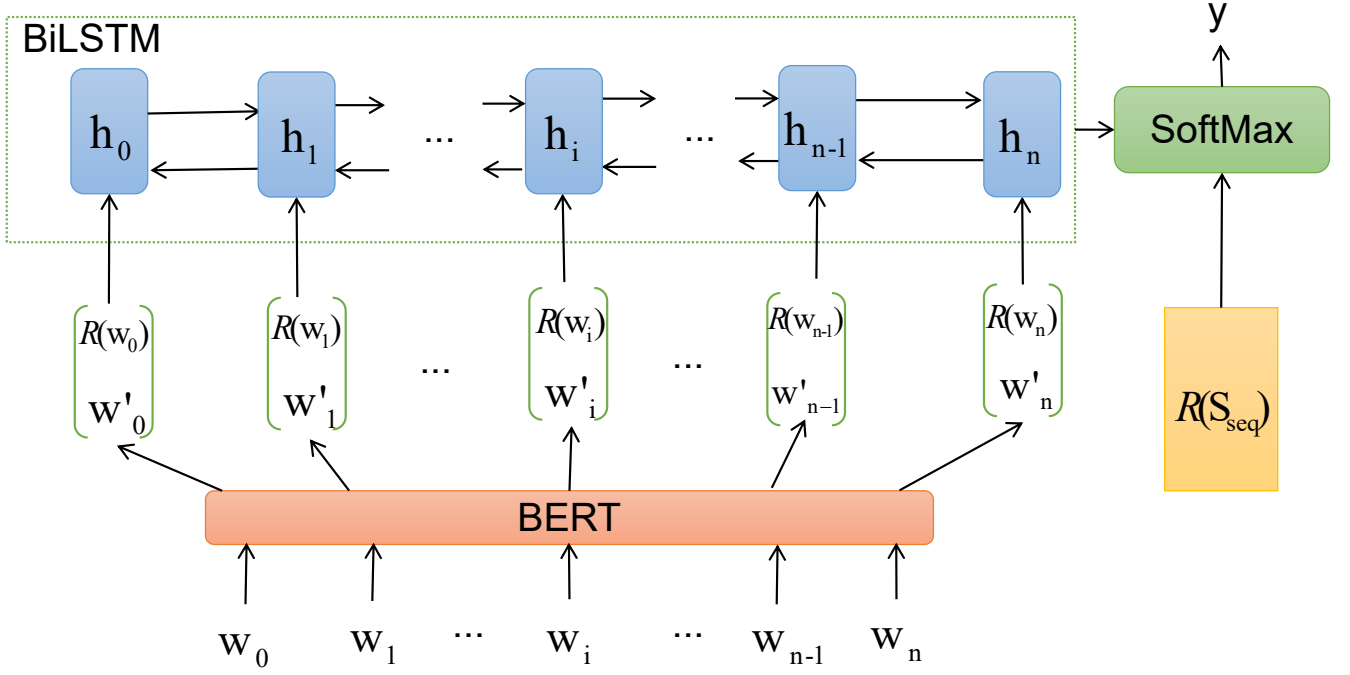 y
BiLSTM
h₀ h₁ ... hᵢ ... hₙ₋₁ hₙ
SoftMax
R(w₀) R(w₁) R(wᵢ) R(wₙ₋₁) R(wₙ)
... ...
w'₀ w'₁ w'ᵢ w'ₙ₋₁ w'ₙ
R(S_seq)
BERT
w₀ w₁ ... wᵢ ... wₙ₋₁ wₙ